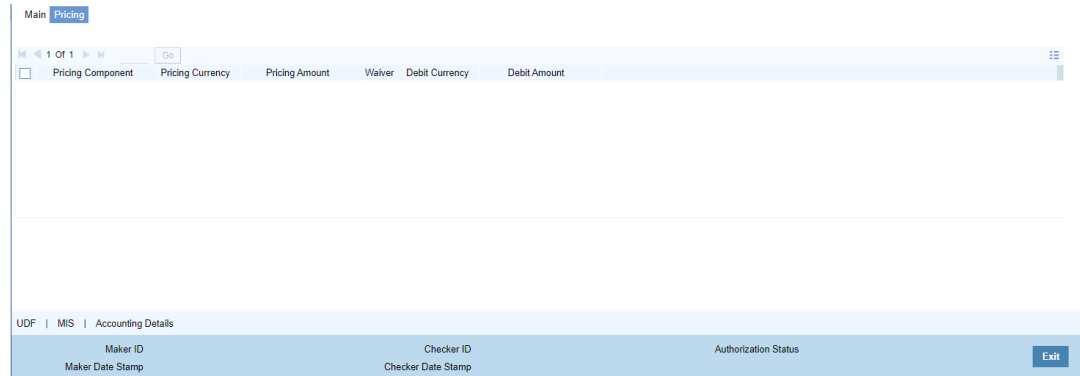 Main Pricing
1 Of 1 Go
Pricing Component Pricing Currency Pricing Amount Waiver Debit Currency Debit Amount
UDF | MIS | Accounting Details
Maker ID Checker ID Authorization Status
Exit
Maker Date Stamp Checker Date Stamp